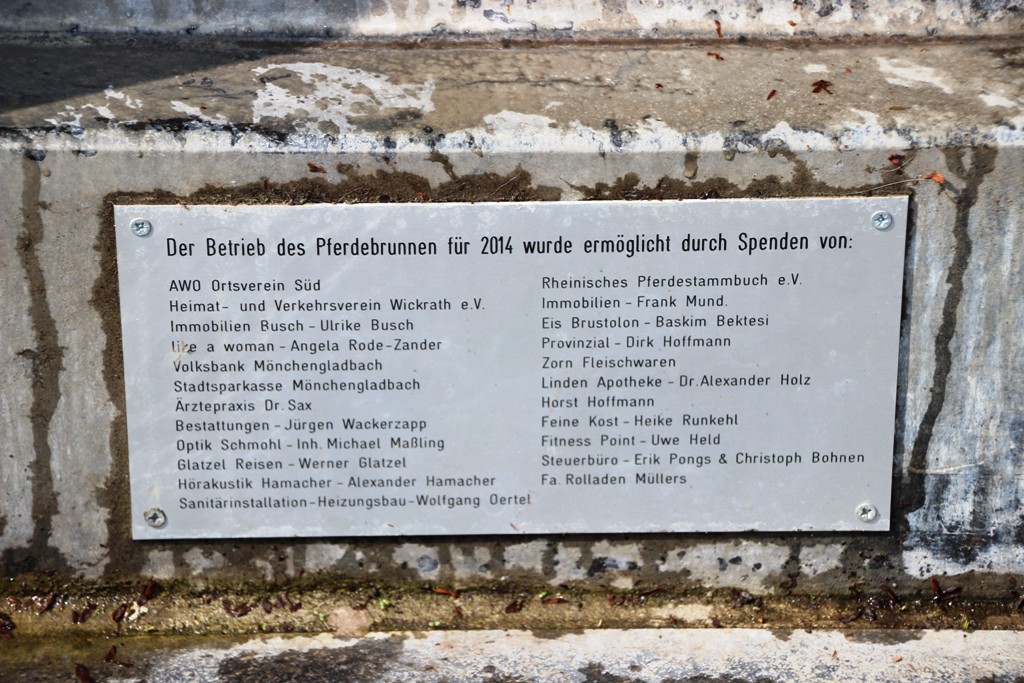 Der Betrieb des Pferdebrunnen für 2014 wurde ermöglicht durch Spenden von:
AWO Ortsverein Süd
Heimat- und Verkehrsverein Wickrath e.V.
Immobilien Busch - Ulrike Busch
like a woman - Angela Rode-Zander
Volksbank Mönchengladbach
Stadtsparkasse Mönchengladbach
Ärztepraxis Dr. Sax
Bestattungen - Jürgen Wackerzapp
Optik Schmohl - Inh. Michael Maßling
Glatzel Reisen - Werner Glatzel
Hörakustik Hamacher - Alexander Hamacher
Sanitärinstallation-Heizungsbau-Wolfgang Oertel
Rheinisches Pferdestammbuch e.V.
Immobilien - Frank Mund.
Eis Brustolon - Baskim Bektesi
Provinzial - Dirk Hoffmann
Zorn Fleischwaren
Linden Apotheke - Dr. Alexander Holz
Horst Hoffmann
Feine Kost - Heike Runkehl
Fitness Point - Uwe Held
Steuerbüro - Erik Pongs & Christoph Bohnen
Fa. Rolladen Müllers